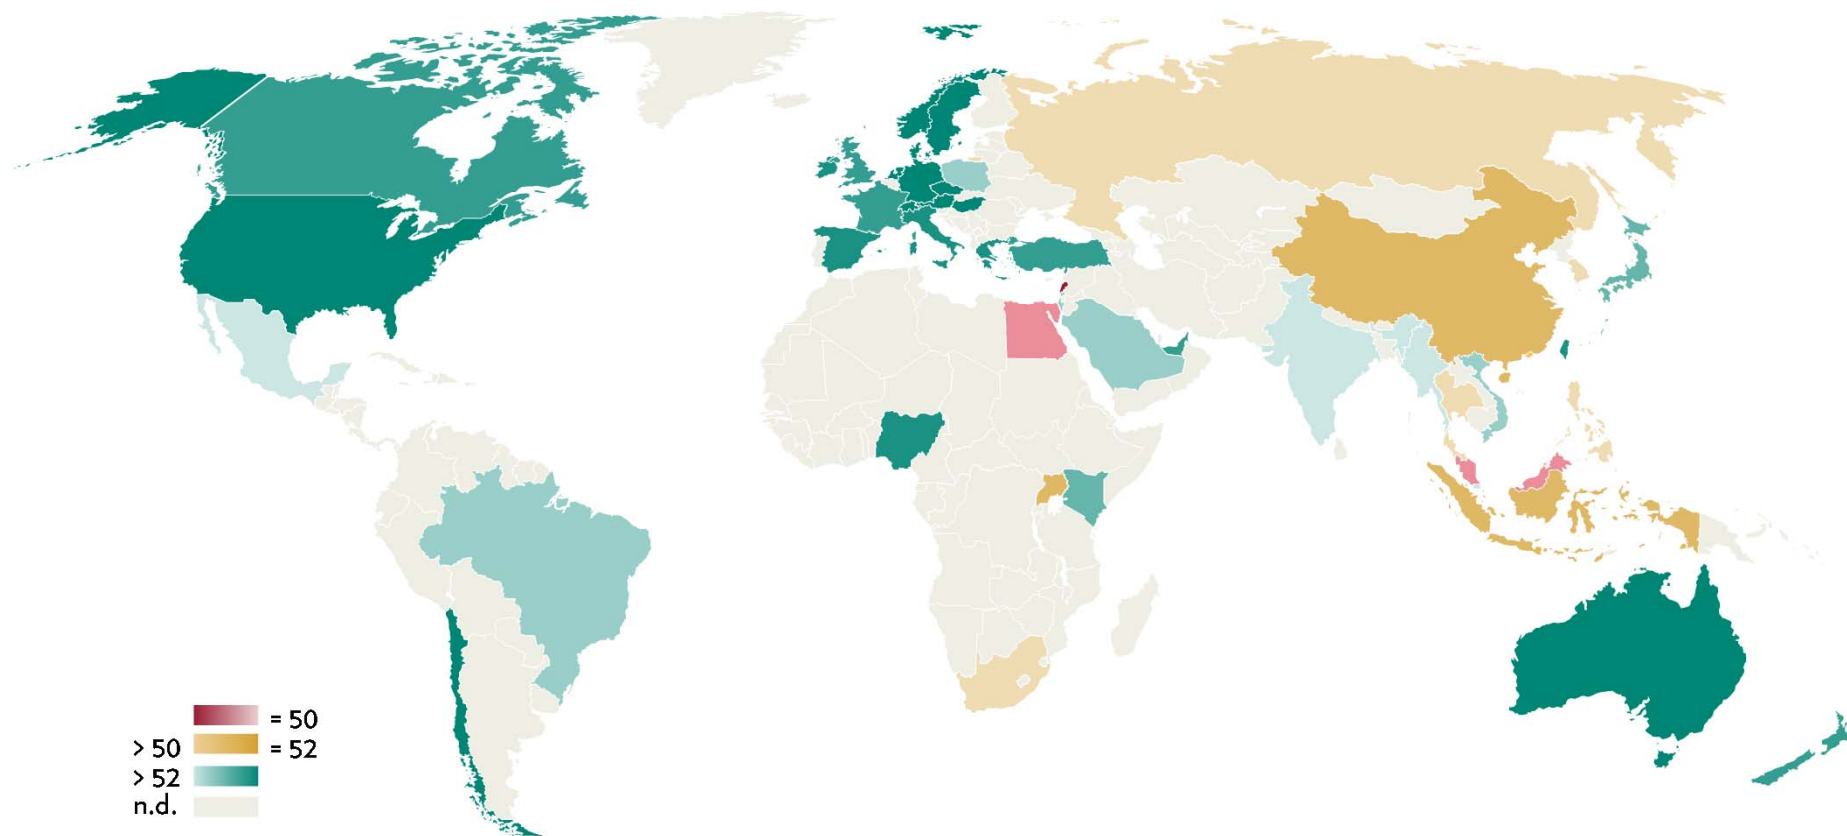 = 50
> 50 = 52
> 52
n.d.